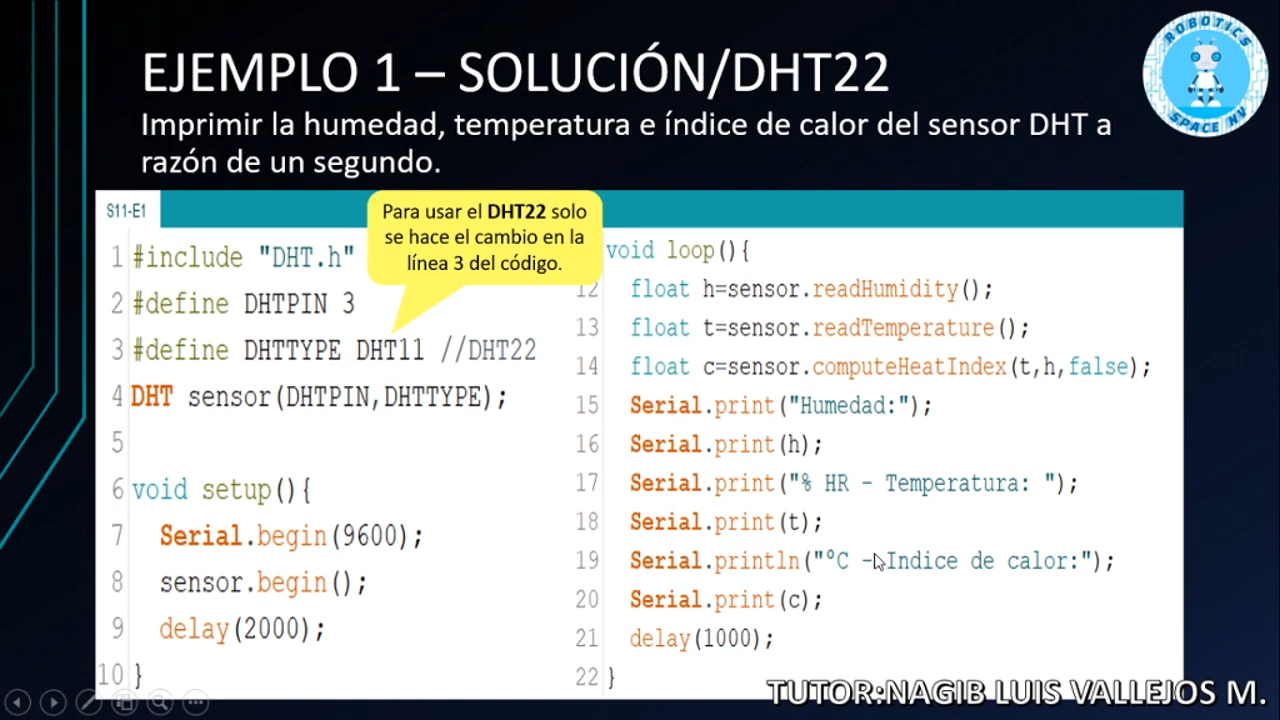 EJEMPLO 1 – SOLUCIÓN/DHT22
Imprimir la humedad, temperatura e índice de calor del sensor DHT a
razón de un segundo.
ROBOTICS
SPACE NV
S11-E1
Para usar el DHT22 solo
se hace el cambio en la
línea 3 del código.
1 #include "DHT.h"
2 #define DHTPIN 3
3 #define DHTTYPE DHT11 //DHT22
4 DHT sensor(DHTPIN,DHTTYPE);
5
6 void setup(){
7 Serial.begin(9600);
8 sensor.begin();
9 delay(2000);
10 }
void loop(){
12 float h=sensor.readHumidity();
13 float t=sensor.readTemperature();
14 float c=sensor.computeHeatIndex(t,h,false);
15 Serial.print("Humedad:");
16 Serial.print(h);
17 Serial.print("% HR - Temperatura: ");
18 Serial.print(t);
19 Serial.println("°C - Indice de calor:");
20 Serial.print(c);
21 delay(1000);
22 }
TUTOR:NAGIB LUIS VALLEJOS M.